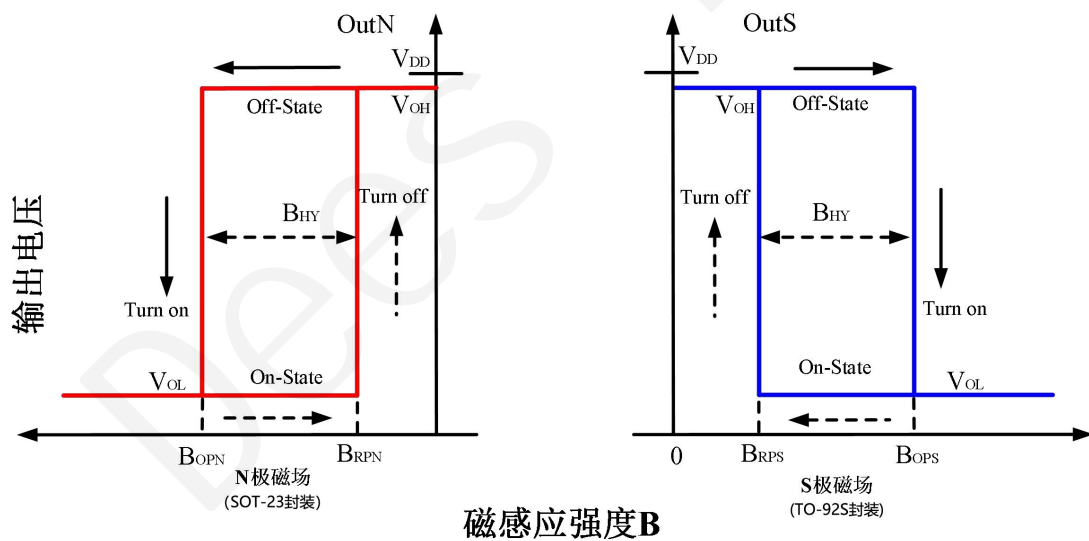 OutN
OutS
VDD
VDD
Off-State
VOH
VOH
Off-State
Turn off
Turn off
BHY
BHY
输出电压
Turn on
Turn on
VOL
On-State
On-State
VOL
BOPN
BRPN
0
BRPS
BOPS
N极磁场
(SOT-23封装)
S极磁场
(TO-92S封装)
磁感应强度B
Dees